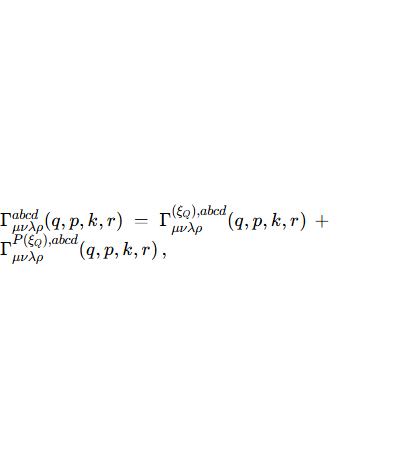 Γ^{abcd}_{μνλρ}(q, p, k, r) = Γ^{(ξ_Q),abcd}_{μνλρ}(q, p, k, r) +
Γ^{P(ξ_Q),abcd}_{μνλρ}(q, p, k, r) ,